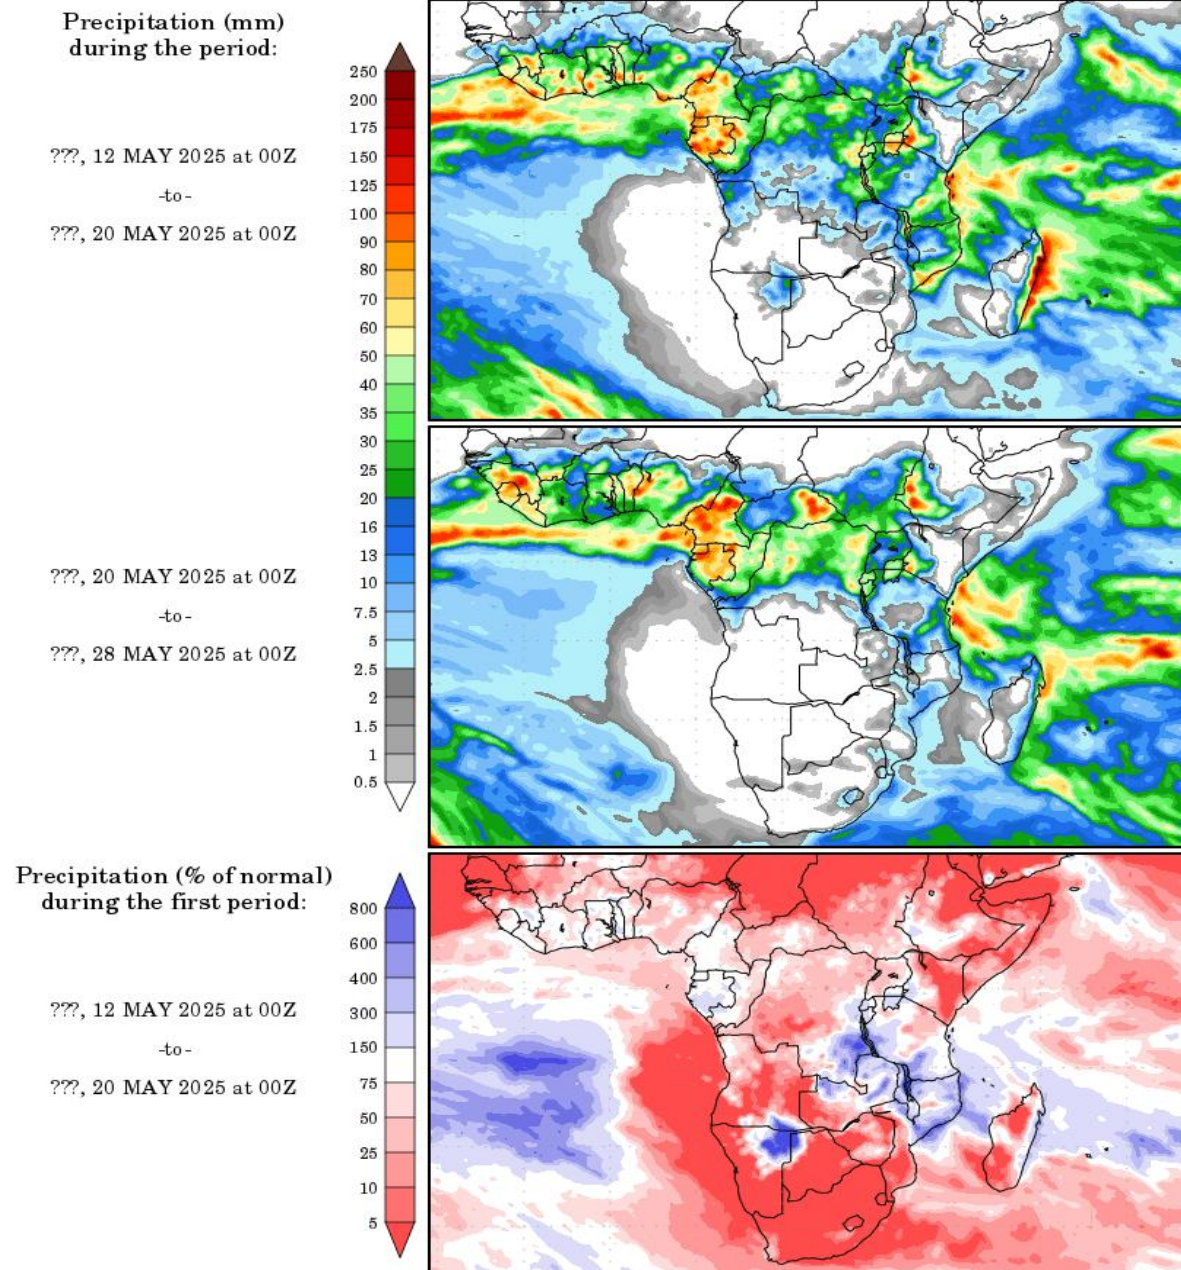 Precipitation (mm)
during the period:
250
200
175
150
125
100
90
80
70
60
50
40
35
30
25
20
16
13
10
7.5
5
2.5
2
1.5
1
0.5
???, 12 MAY 2025 at 00Z
-to-
???, 20 MAY 2025 at 00Z
???, 20 MAY 2025 at 00Z
-to-
???, 28 MAY 2025 at 00Z
Precipitation (% of normal)
during the first period:
800
600
400
300
150
75
50
25
10
5
???, 12 MAY 2025 at 00Z
-to-
???, 20 MAY 2025 at 00Z